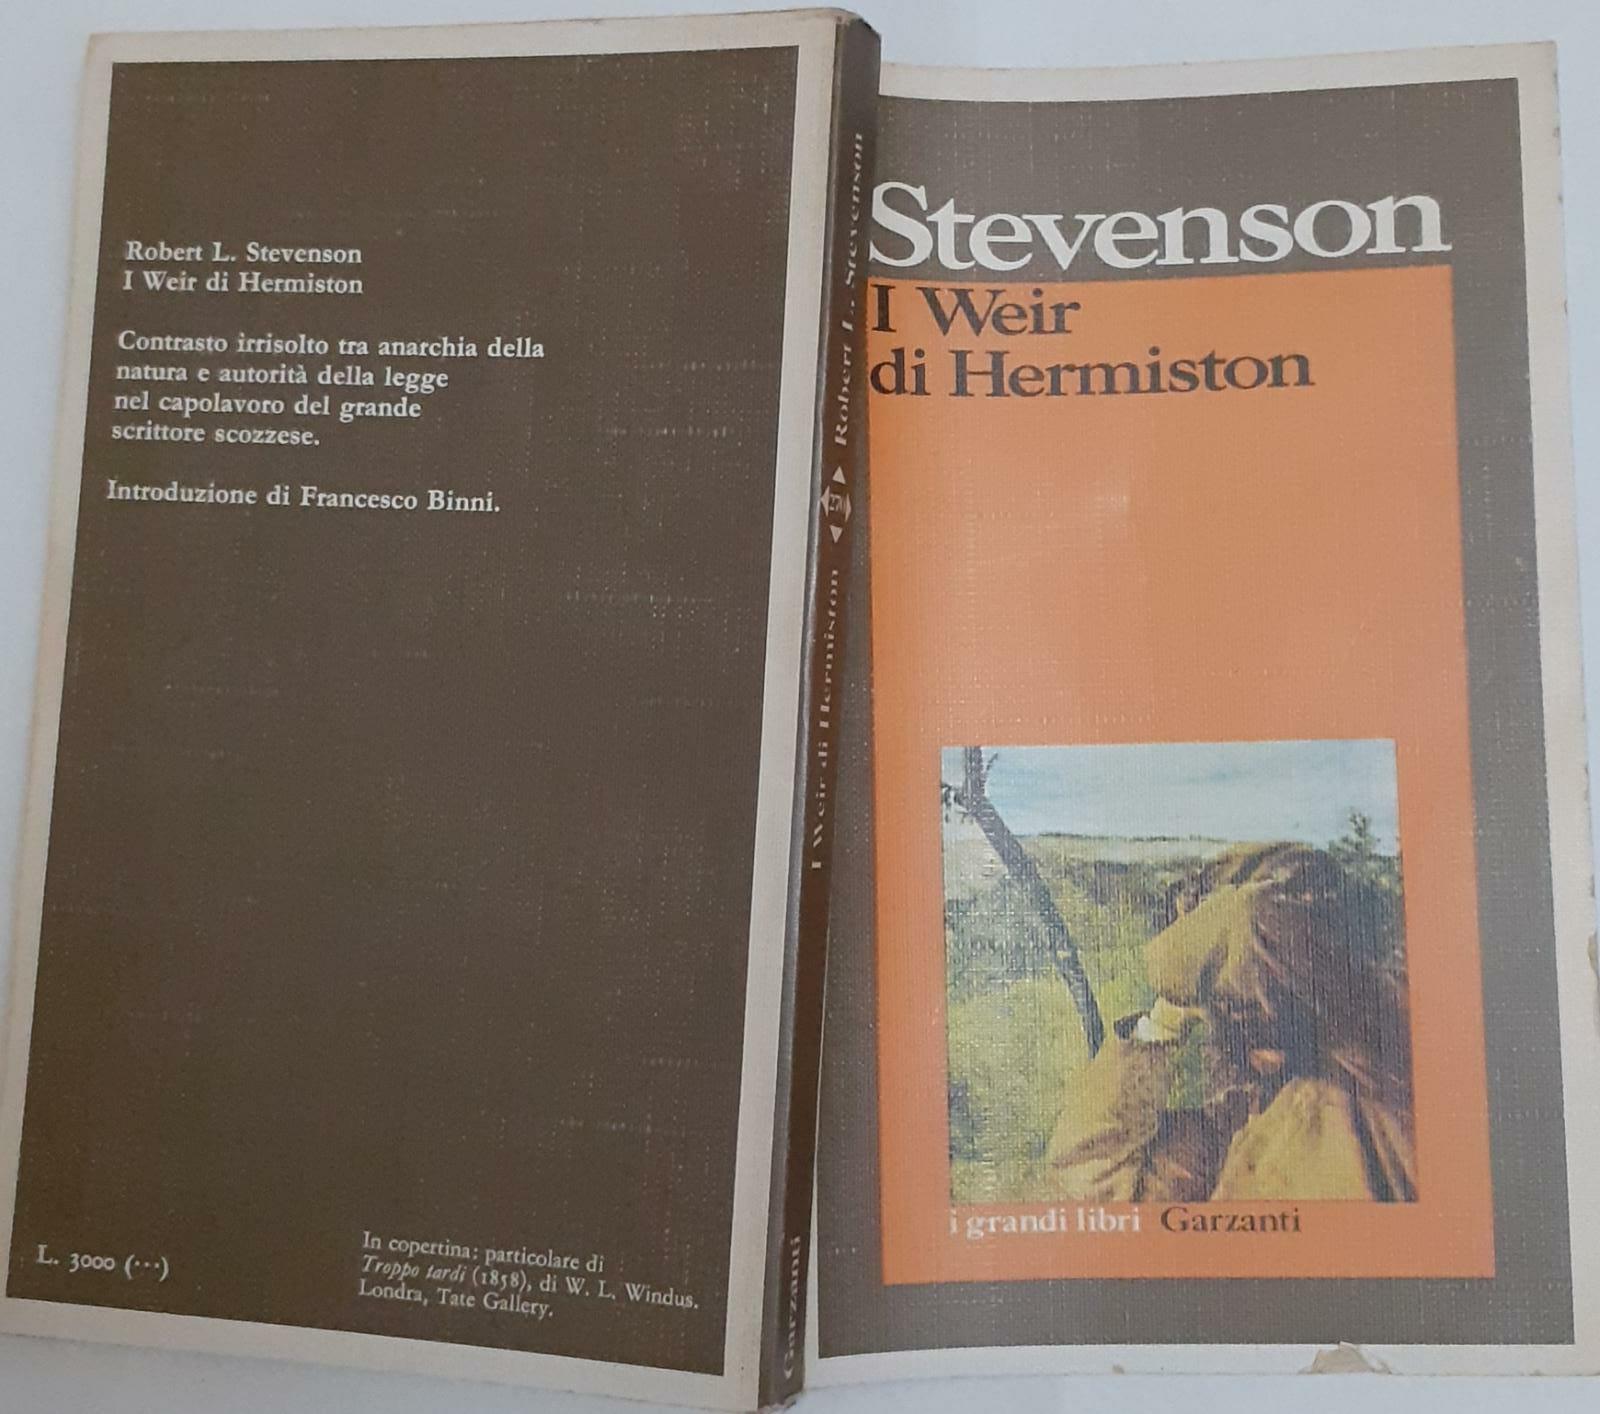 Robert L. Stevenson
I Weir di Hermiston
Contrasto irrisolto tra anarchia della
natura e autorità della legge
nel capolavoro del grande
scrittore scozzese.
Introduzione di Francesco Binni.
L. 3000 (···)
In copertina: particolare di
Troppo tardi (1858), di W. L. Windus.
Londra, Tate Gallery.
Garzanti
I Weir di Hermiston
Robert L. Stevenson
Stevenson
I Weir
di Hermiston
i grandi libri Garzanti